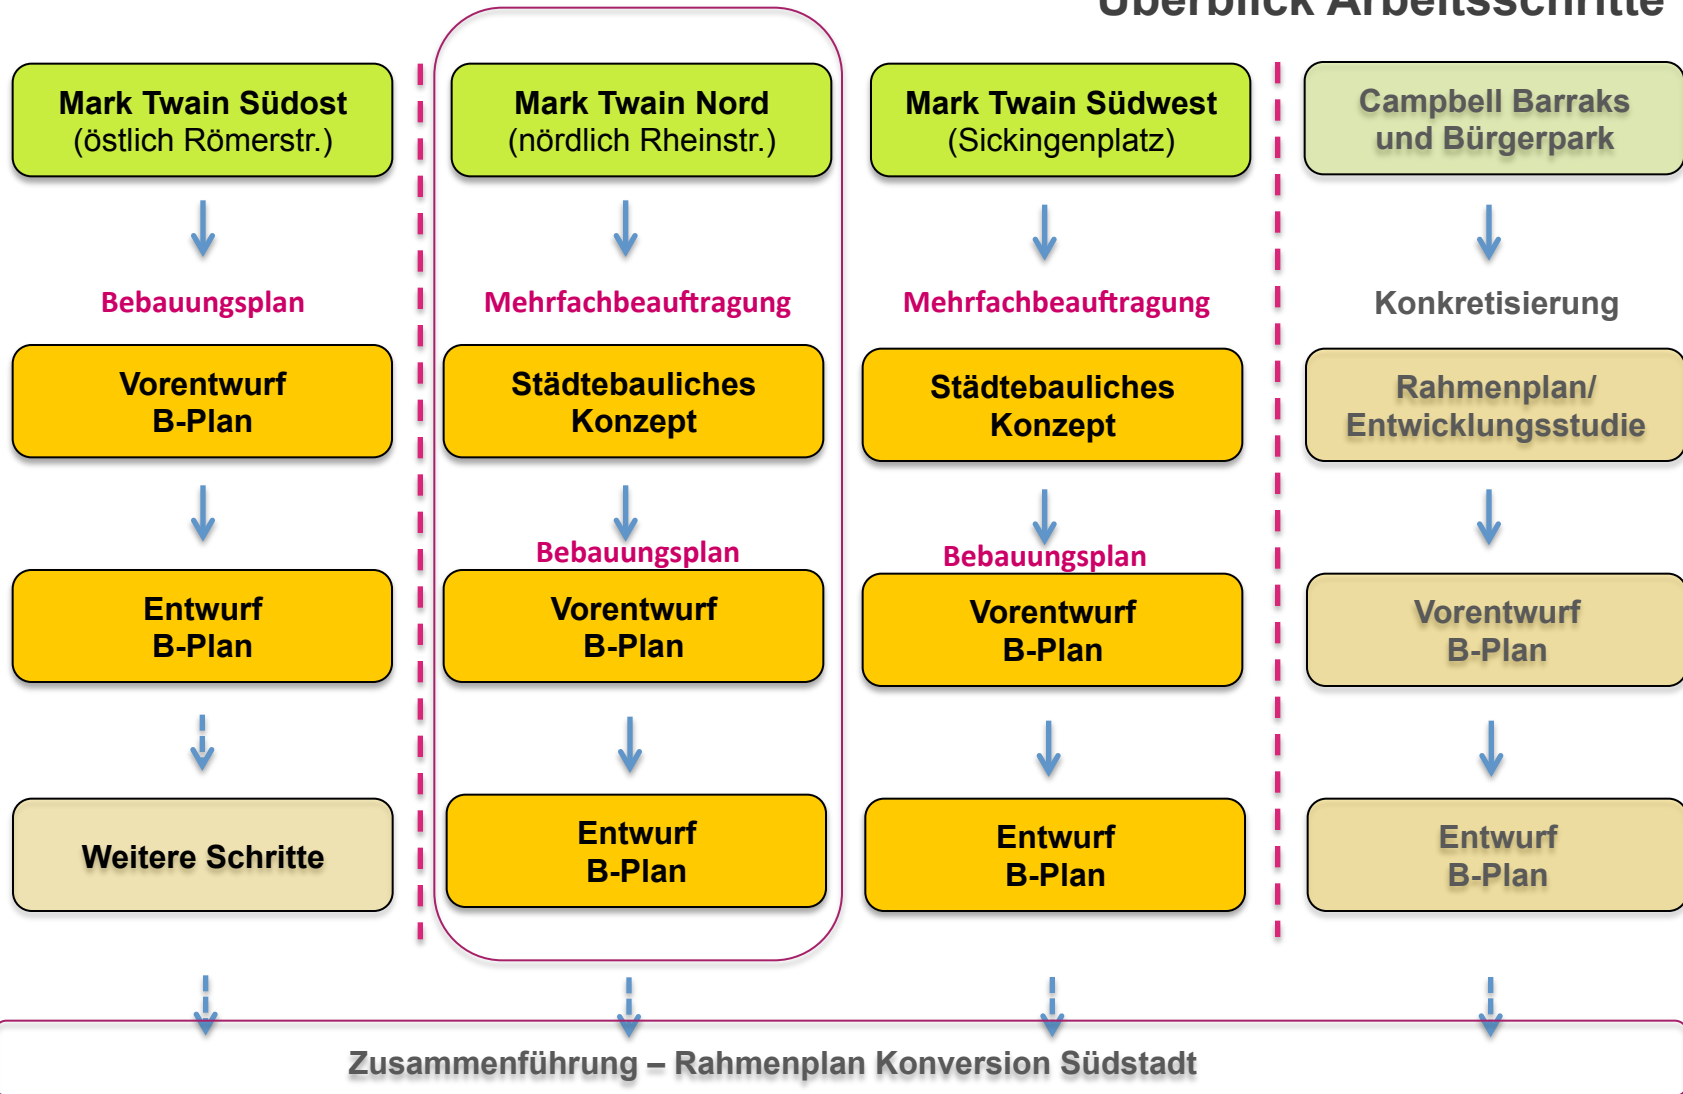 Überblick Arbeitsschritte
Mark Twain Südost
(östlich Römerstr.)
Bebauungsplan
Vorentwurf
B-Plan
Entwurf
B-Plan
Weitere Schritte
Mark Twain Nord
(nördlich Rheinstr.)
Mehrfachbeauftragung
Städtebauliches
Konzept
Bebauungsplan
Vorentwurf
B-Plan
Entwurf
B-Plan
Mark Twain Südwest
(Sickingenplatz)
Mehrfachbeauftragung
Städtebauliches
Konzept
Bebauungsplan
Vorentwurf
B-Plan
Entwurf
B-Plan
Campbell Barraks
und Bürgerpark
Konkretisierung
Rahmenplan/
Entwicklungsstudie
Vorentwurf
B-Plan
Entwurf
B-Plan
Zusammenführung – Rahmenplan Konversion Südstadt